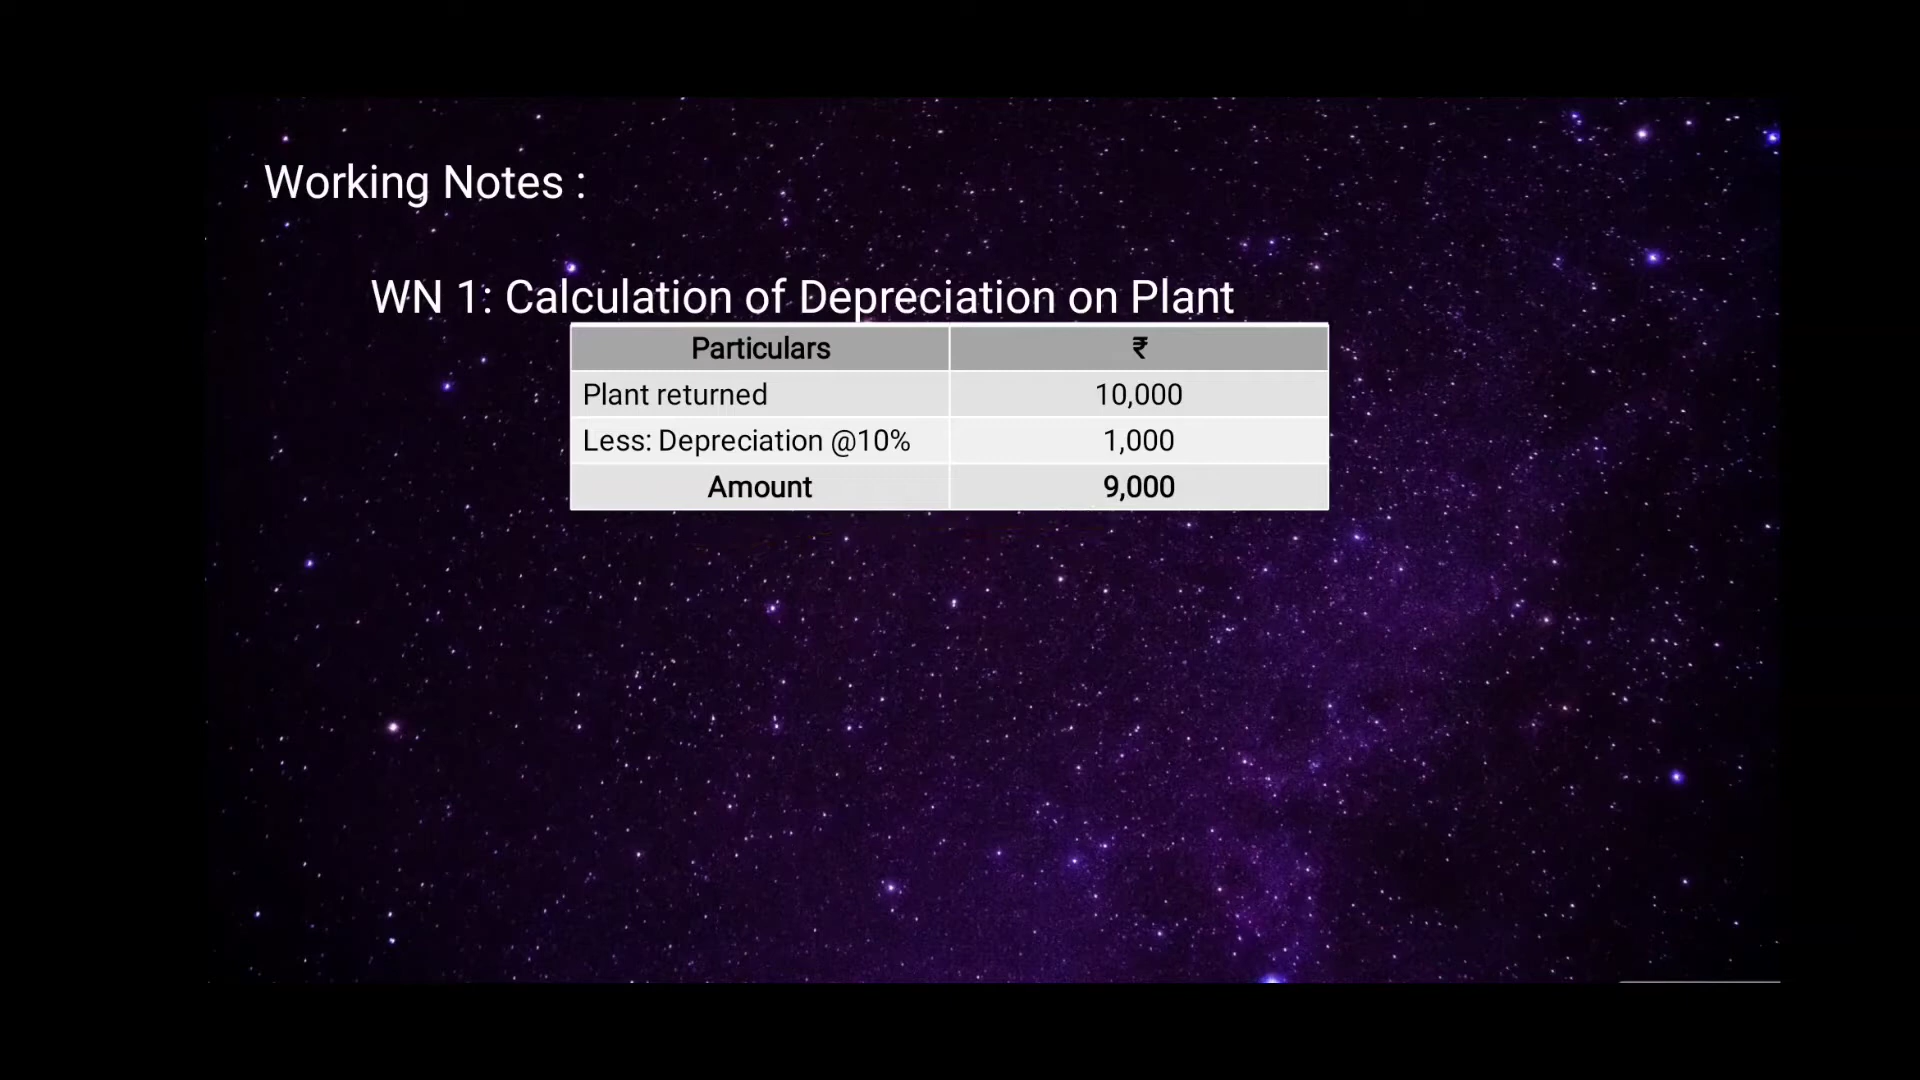 Working Notes :
WN 1: Calculation of Depreciation on Plant
Particulars ₹
Plant returned 10,000
Less: Depreciation @10% 1,000
Amount 9,000